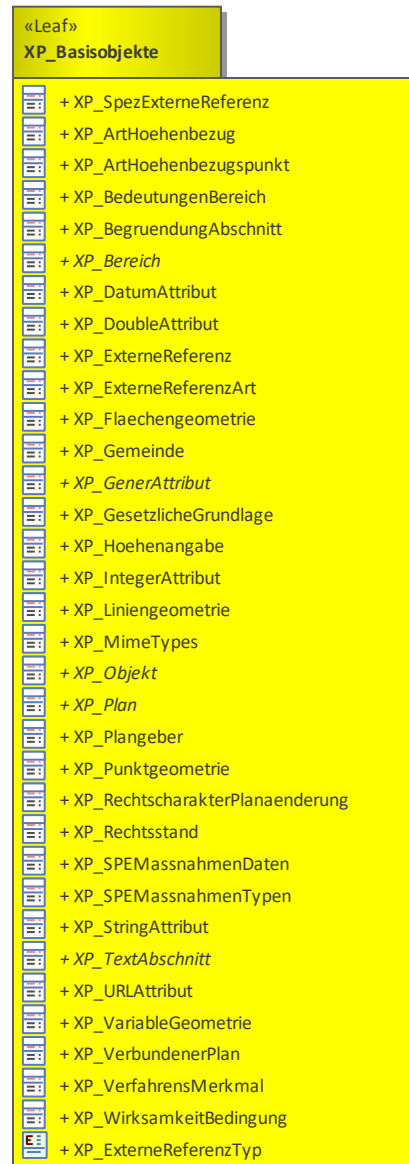 «Leaf»
XP_Basisobjekte
+ XP_SpezExterneReferenz
+ XP_ArtHoehenbezug
+ XP_ArtHoehenbezugspunkt
+ XP_BedeutungenBereich
+ XP_BegruendungAbschnitt
+ XP_Bereich
+ XP_DatumAttribut
+ XP_DoubleAttribut
+ XP_ExterneReferenz
+ XP_ExterneReferenzArt
+ XP_Flaechengeometrie
+ XP_Gemeinde
+ XP_GenerAttribut
+ XP_GesetzlicheGrundlage
+ XP_Hoehenangabe
+ XP_IntegerAttribut
+ XP_Liniengeometrie
+ XP_MimeTypes
+ XP_Objekt
+ XP_Plan
+ XP_Plangeber
+ XP_Punktgeometrie
+ XP_RechtscharakterPlanaenderung
+ XP_Rechtsstand
+ XP_SPEMassnahmenDaten
+ XP_SPEMassnahmenTypen
+ XP_StringAttribut
+ XP_TextAbschnitt
+ XP_URLAttribut
+ XP_VariableGeometrie
+ XP_VerbundenerPlan
+ XP_VerfahrensMerkmal
+ XP_WirksamkeitBedingung
+ XP_ExterneReferenzTyp